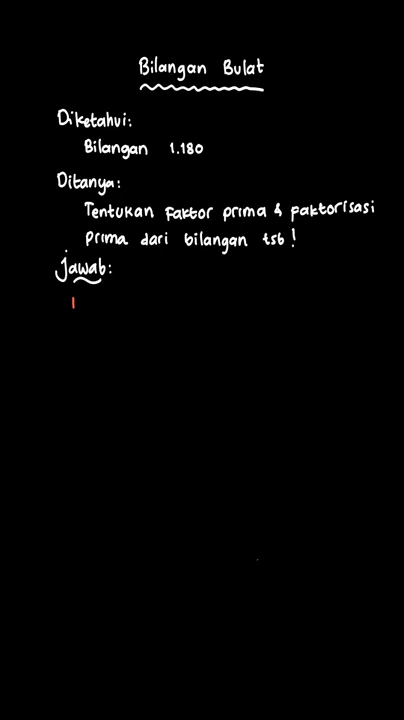 Bilangan Bulat
Diketahui:
Bilangan 1.180
Ditanya:
Tentukan Faktor prima & Faktorisasi
Prima dari bilangan tsb!
Jawab: